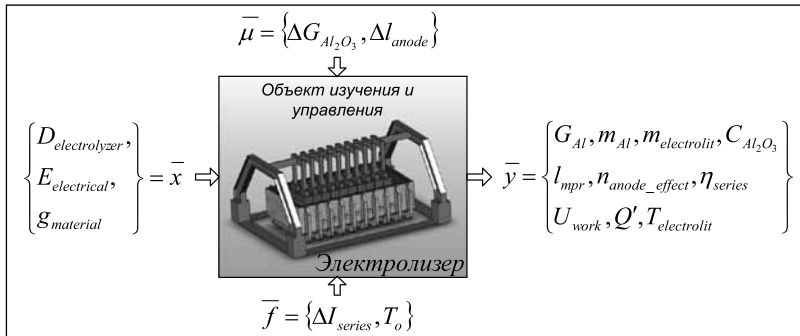 μ̅ = {ΔG_{Al₂O₃}, Δl_{anode}}
Объект изучения и
управления
{D_{electrolyzer},
E_{electrical},
g_{material}} = x̅
y̅ = {G_{Al}, m_{Al}, m_{electrolit}, C_{Al₂O₃}
l_{mpr}, n_{anode_effect}, η_{series}
U_{work}, Q′, T_{electrolit}}
Электролизер
f̅ = {ΔI_{series}, T_o}